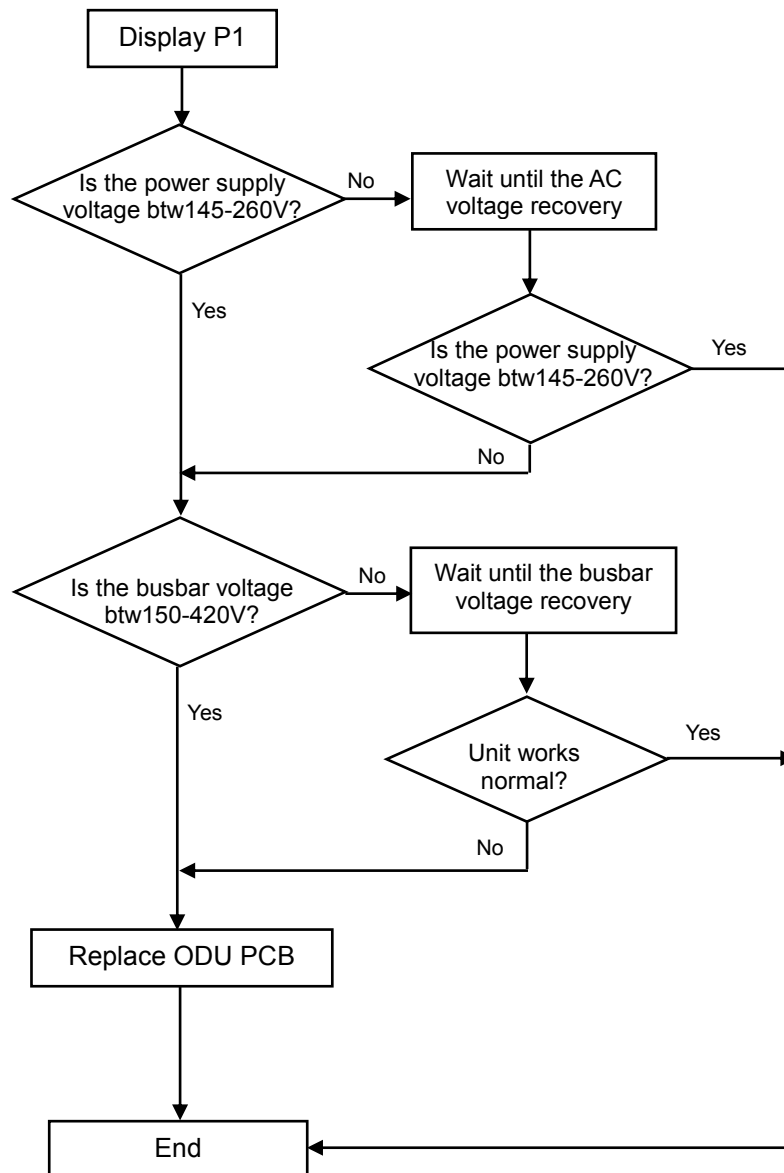 Display P1
Is the power supply
voltage btw145-260V?
No
Wait until the AC
voltage recovery
Yes
Is the power supply
voltage btw145-260V?
Yes
No
Is the busbar voltage
btw150-420V?
No
Wait until the busbar
voltage recovery
Yes
Unit works
normal?
Yes
No
Replace ODU PCB
End